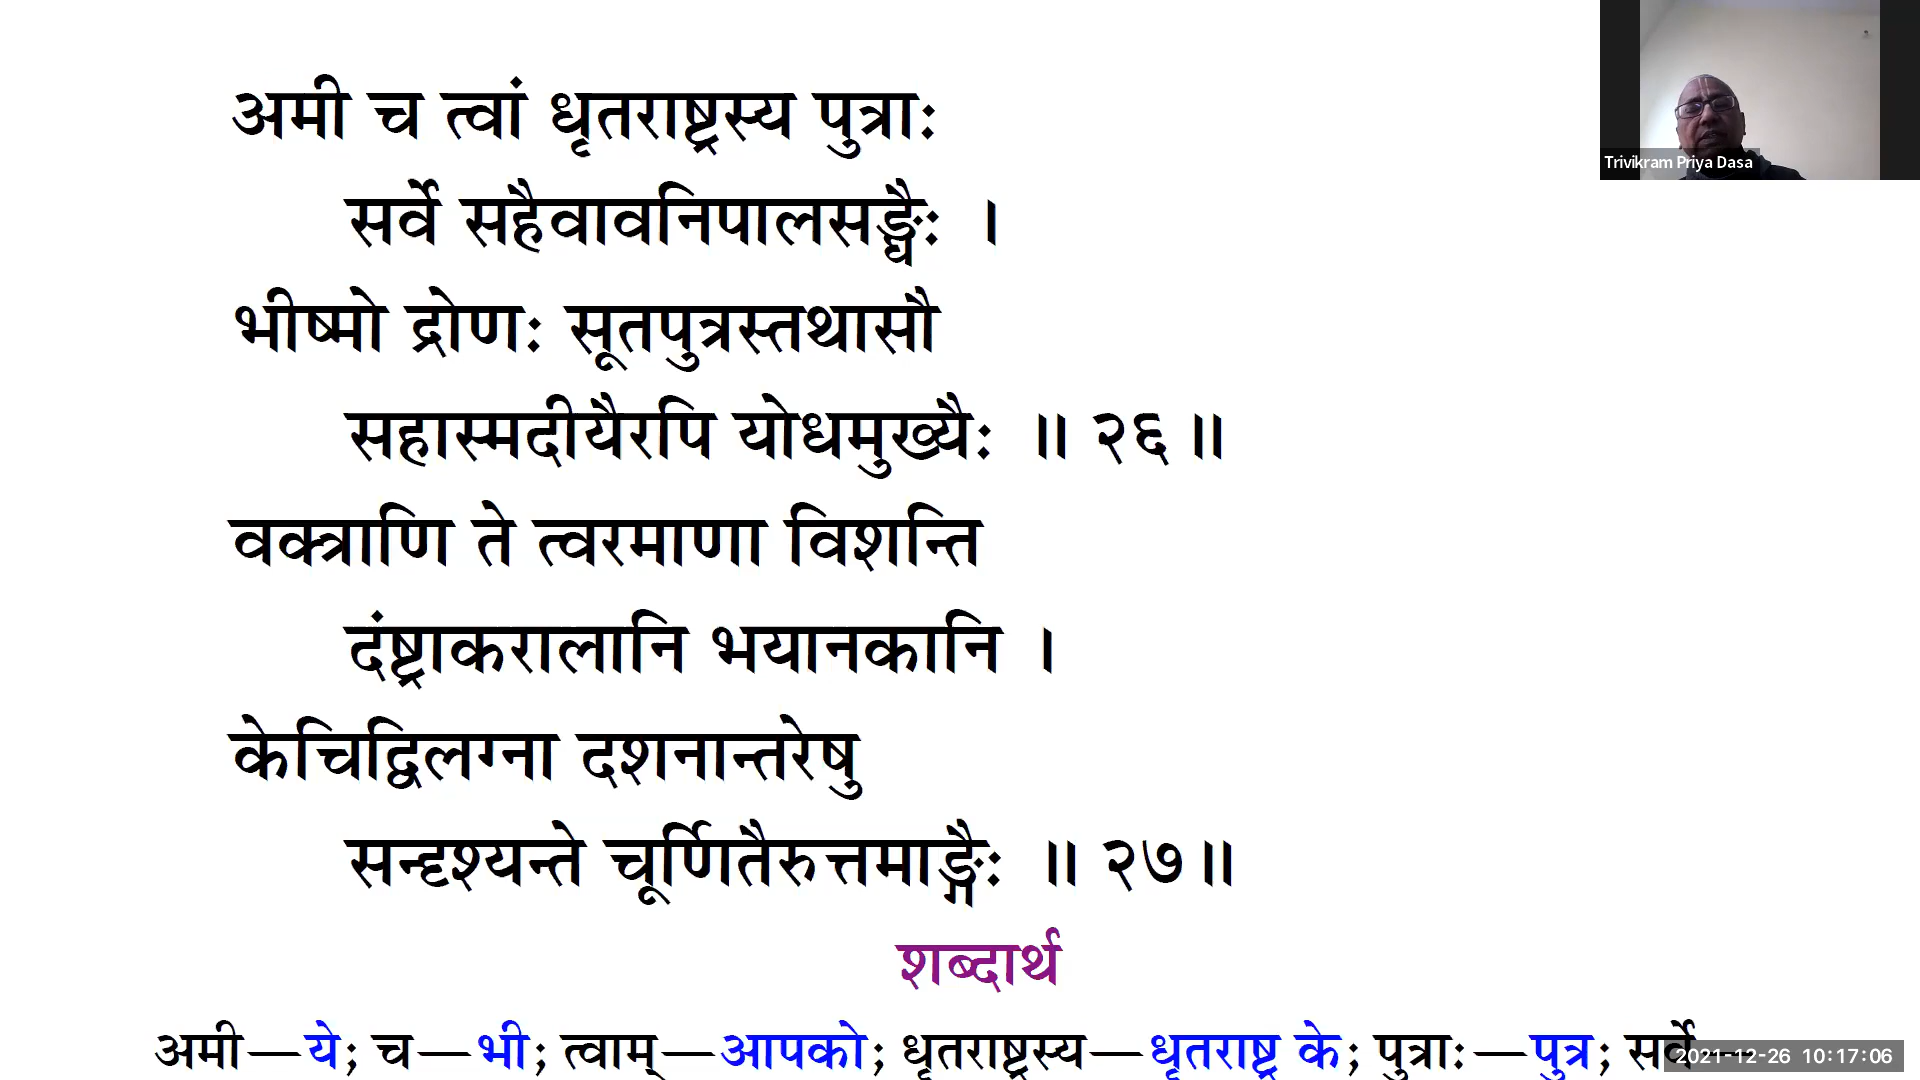 अमी च त्वां धृतराष्ट्रस्य पुत्राः
सर्वे सहैवावनिपालसङ्घैः ।
भीष्मो द्रोणः सूतपुत्रस्तथासौ
सहास्मदीयैरपि योधमुख्यैः ॥ २६॥
वक्त्राणि ते त्वरमाणा विशन्ति
दंष्ट्राकरालानि भयानकानि ।
केचिद्विलग्ना दशनान्तरेषु
सन्दृश्यन्ते चूर्णितैरुत्तमाङ्गैः ॥ २७॥
शब्दार्थ
अमी—ये; च—भी; त्वाम्—आपको; धृतराष्ट्रस्य—धृतराष्ट्र के; पुत्राः—पुत्र; सर्वे—
Trivikram Priya Dasa
2021-12-26 10:17:06